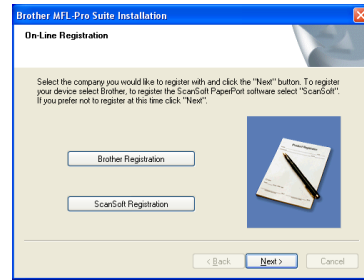 Brother MFL-Pro Suite Installation
On-Line Registration
Select the company you would like to register with and click the "Next" button. To register
your device select Brother, to register the ScanSoft PaperPort software select "ScanSoft".
If you prefer not to register at this time click "Next".
Brother Registration
ScanSoft Registration
< Back
Next >
Cancel